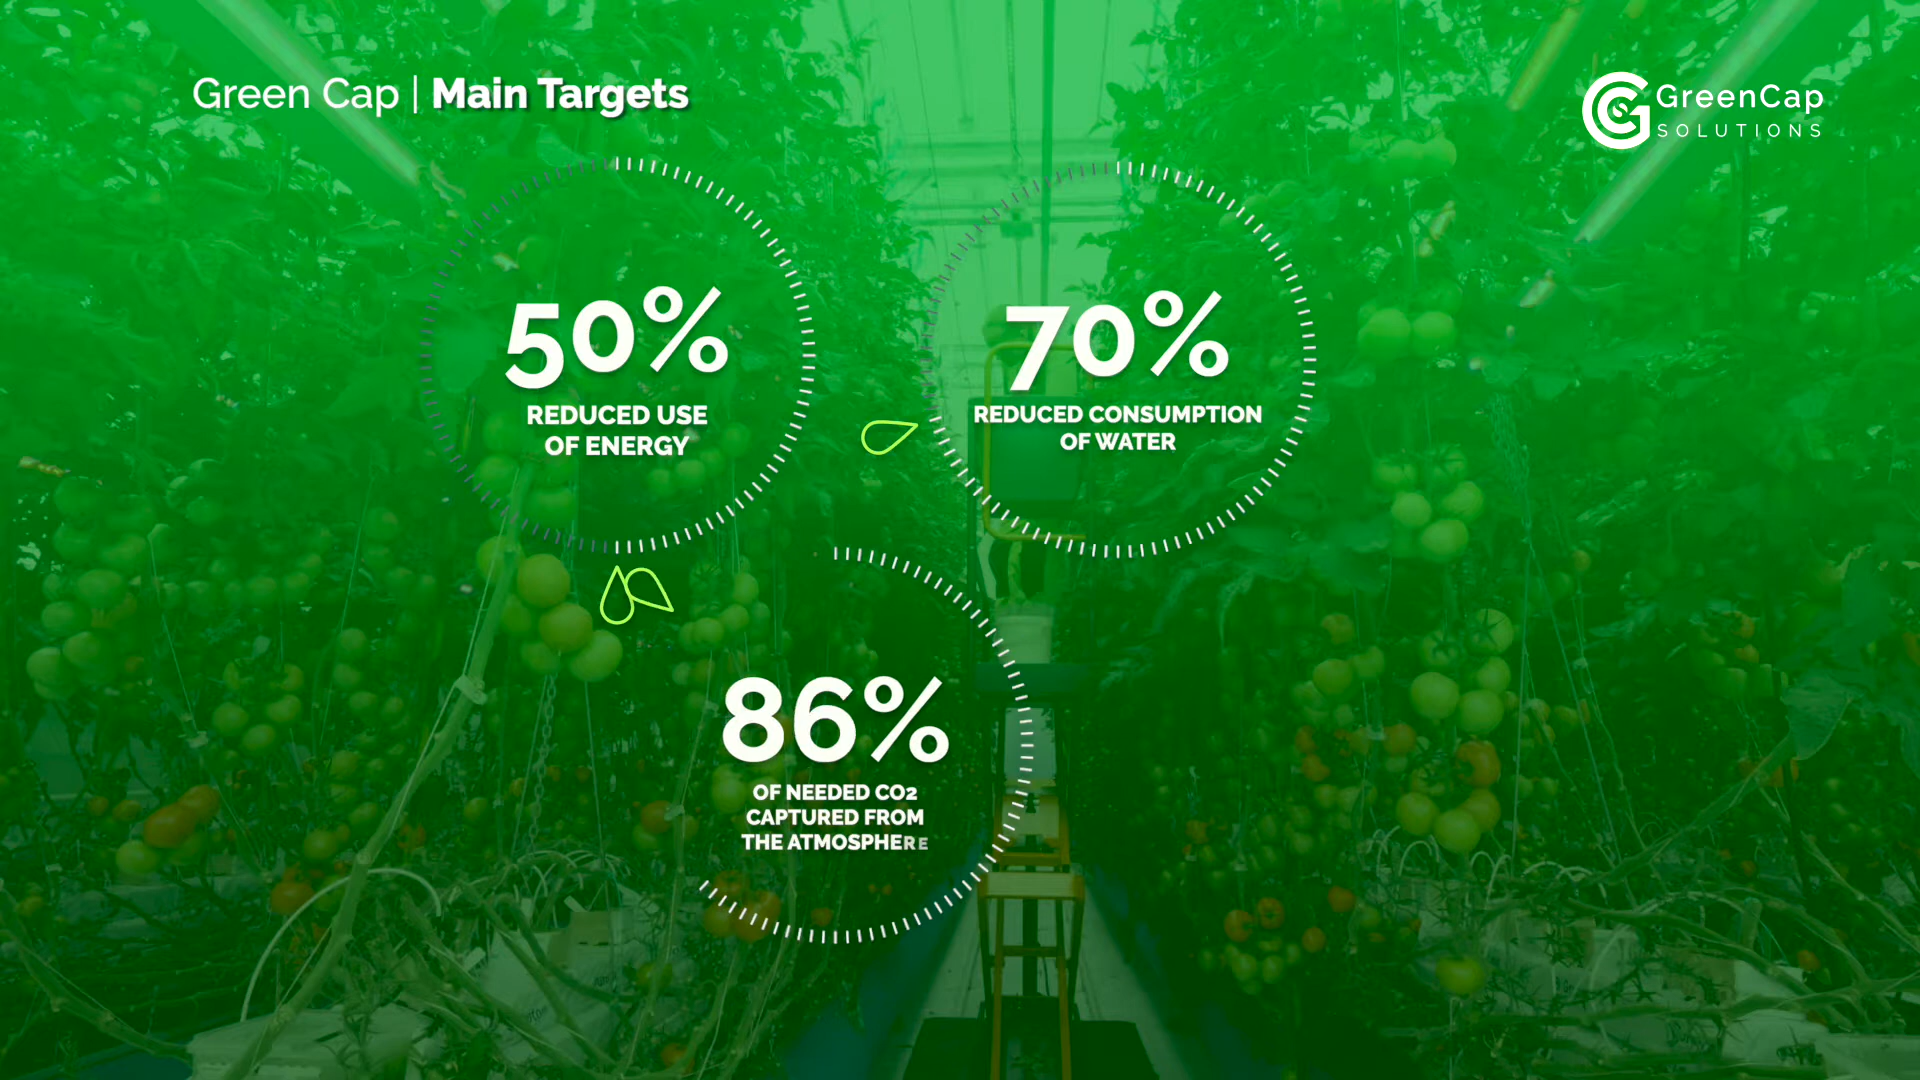 Green Cap | Main Targets
GreenCap
SOLUTIONS
50%
REDUCED USE
OF ENERGY
70%
REDUCED CONSUMPTION
OF WATER
86%
OF NEEDED CO2
CAPTURED FROM
THE ATMOSPHERE